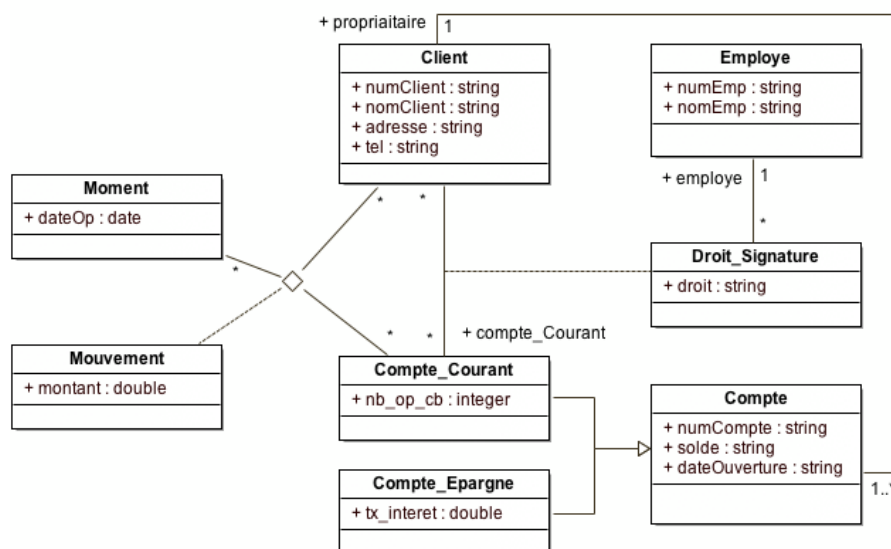 + propriaitaire
1
Client
+ numClient : string
+ nomClient : string
+ adresse : string
+ tel : string
Employe
+ numEmp : string
+ nomEmp : string
Moment
+ dateOp : date
*
*
*
+ employe
1
*
Droit_Signature
+ droit : string
Mouvement
+ montant : double
*
*
+ compte_Courant
Compte_Courant
+ nb_op_cb : integer
Compte
+ numCompte : string
+ solde : string
+ dateOuverture : string
1..*
Compte_Epargne
+ tx_interet : double